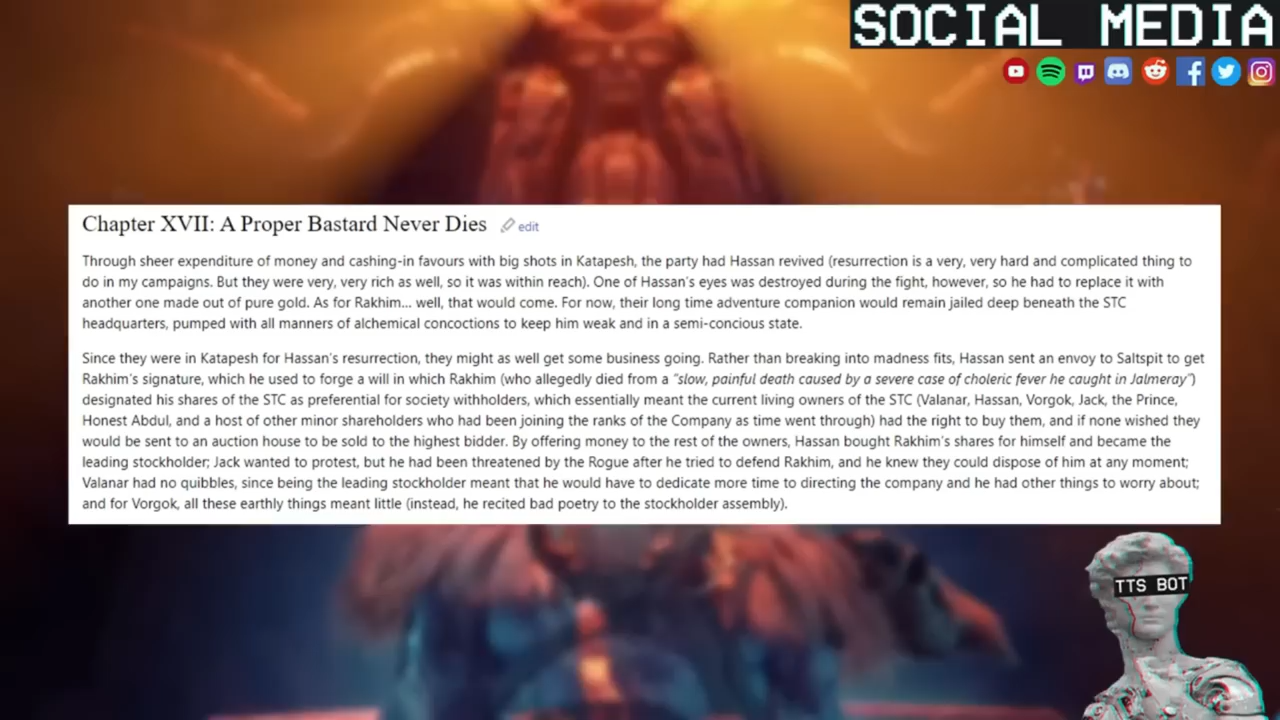 SOCIAL MEDIA
Chapter XVII: A Proper Bastard Never Dies edit
Through sheer expenditure of money and cashing-in favours with big shots in Katapesh, the party had Hassan revived (resurrection is a very, very hard and complicated thing to
do in my campaigns. But they were very, very rich as well, so it was within reach). One of Hassan's eyes was destroyed during the fight, however, so he had to replace it with
another one made out of pure gold. As for Rakhim... well, that would come. For now, their long time adventure companion would remain jailed deep beneath the STC
headquarters, pumped with all manners of alchemical concoctions to keep him weak and in a semi-concious state.
Since they were in Katapesh for Hassan's resurrection, they might as well get some business going. Rather than breaking into madness fits, Hassan sent an envoy to Saltspit to get
Rakhim's signature, which he used to forge a will in which Rakhim (who allegedly died from a "slow, painful death caused by a severe case of choleric fever he caught in Jalmeray")
designated his shares of the STC as preferential for society withholders, which essentially meant the current living owners of the STC (Valanar, Hassan, Vorgok, Jack, the Prince,
Honest Abdul, and a host of other minor shareholders who had been joining the ranks of the Company as time went through) had the right to buy them, and if none wished they
would be sent to an auction house to be sold to the highest bidder. By offering money to the rest of the owners, Hassan bought Rakhim's shares for himself and became the
leading stockholder; Jack wanted to protest, but he had been threatened by the Rogue after he tried to defend Rakhim, and he knew they could dispose of him at any moment;
Valanar had no quibbles, since being the leading stockholder meant that he would have to dedicate more time to directing the company and he had other things to worry about;
and for Vorgok, all these earthly things meant little (instead, he recited bad poetry to the stockholder assembly).
TTS BOT